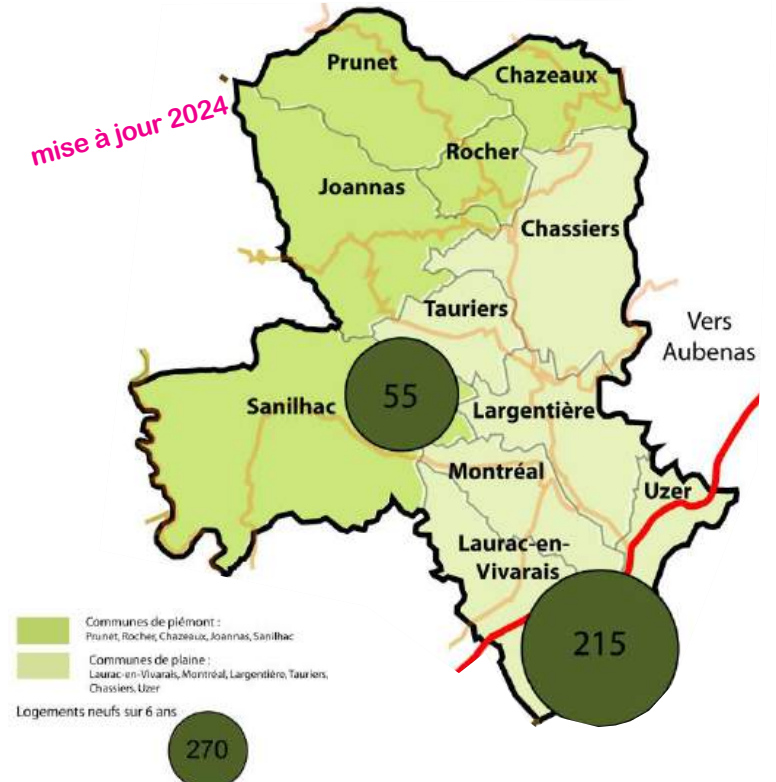 Prunet
Chazeaux
mise à jour 2024
Rocher
Joannas
Chassiers
Tauriers
Vers
Aubenas
55
Sanilhac
Largentière
Montréal
Uzer
Laurac-en-
Vivarais
215
Communes de piémont :
Prunet, Rocher, Chazeaux, Joannas, Sanilhac
Communes de plaine :
Laurac-en-Vivarais, Montréal, Largentière, Tauriers,
Chassiers, Uzer
Logements neufs sur 6 ans
270